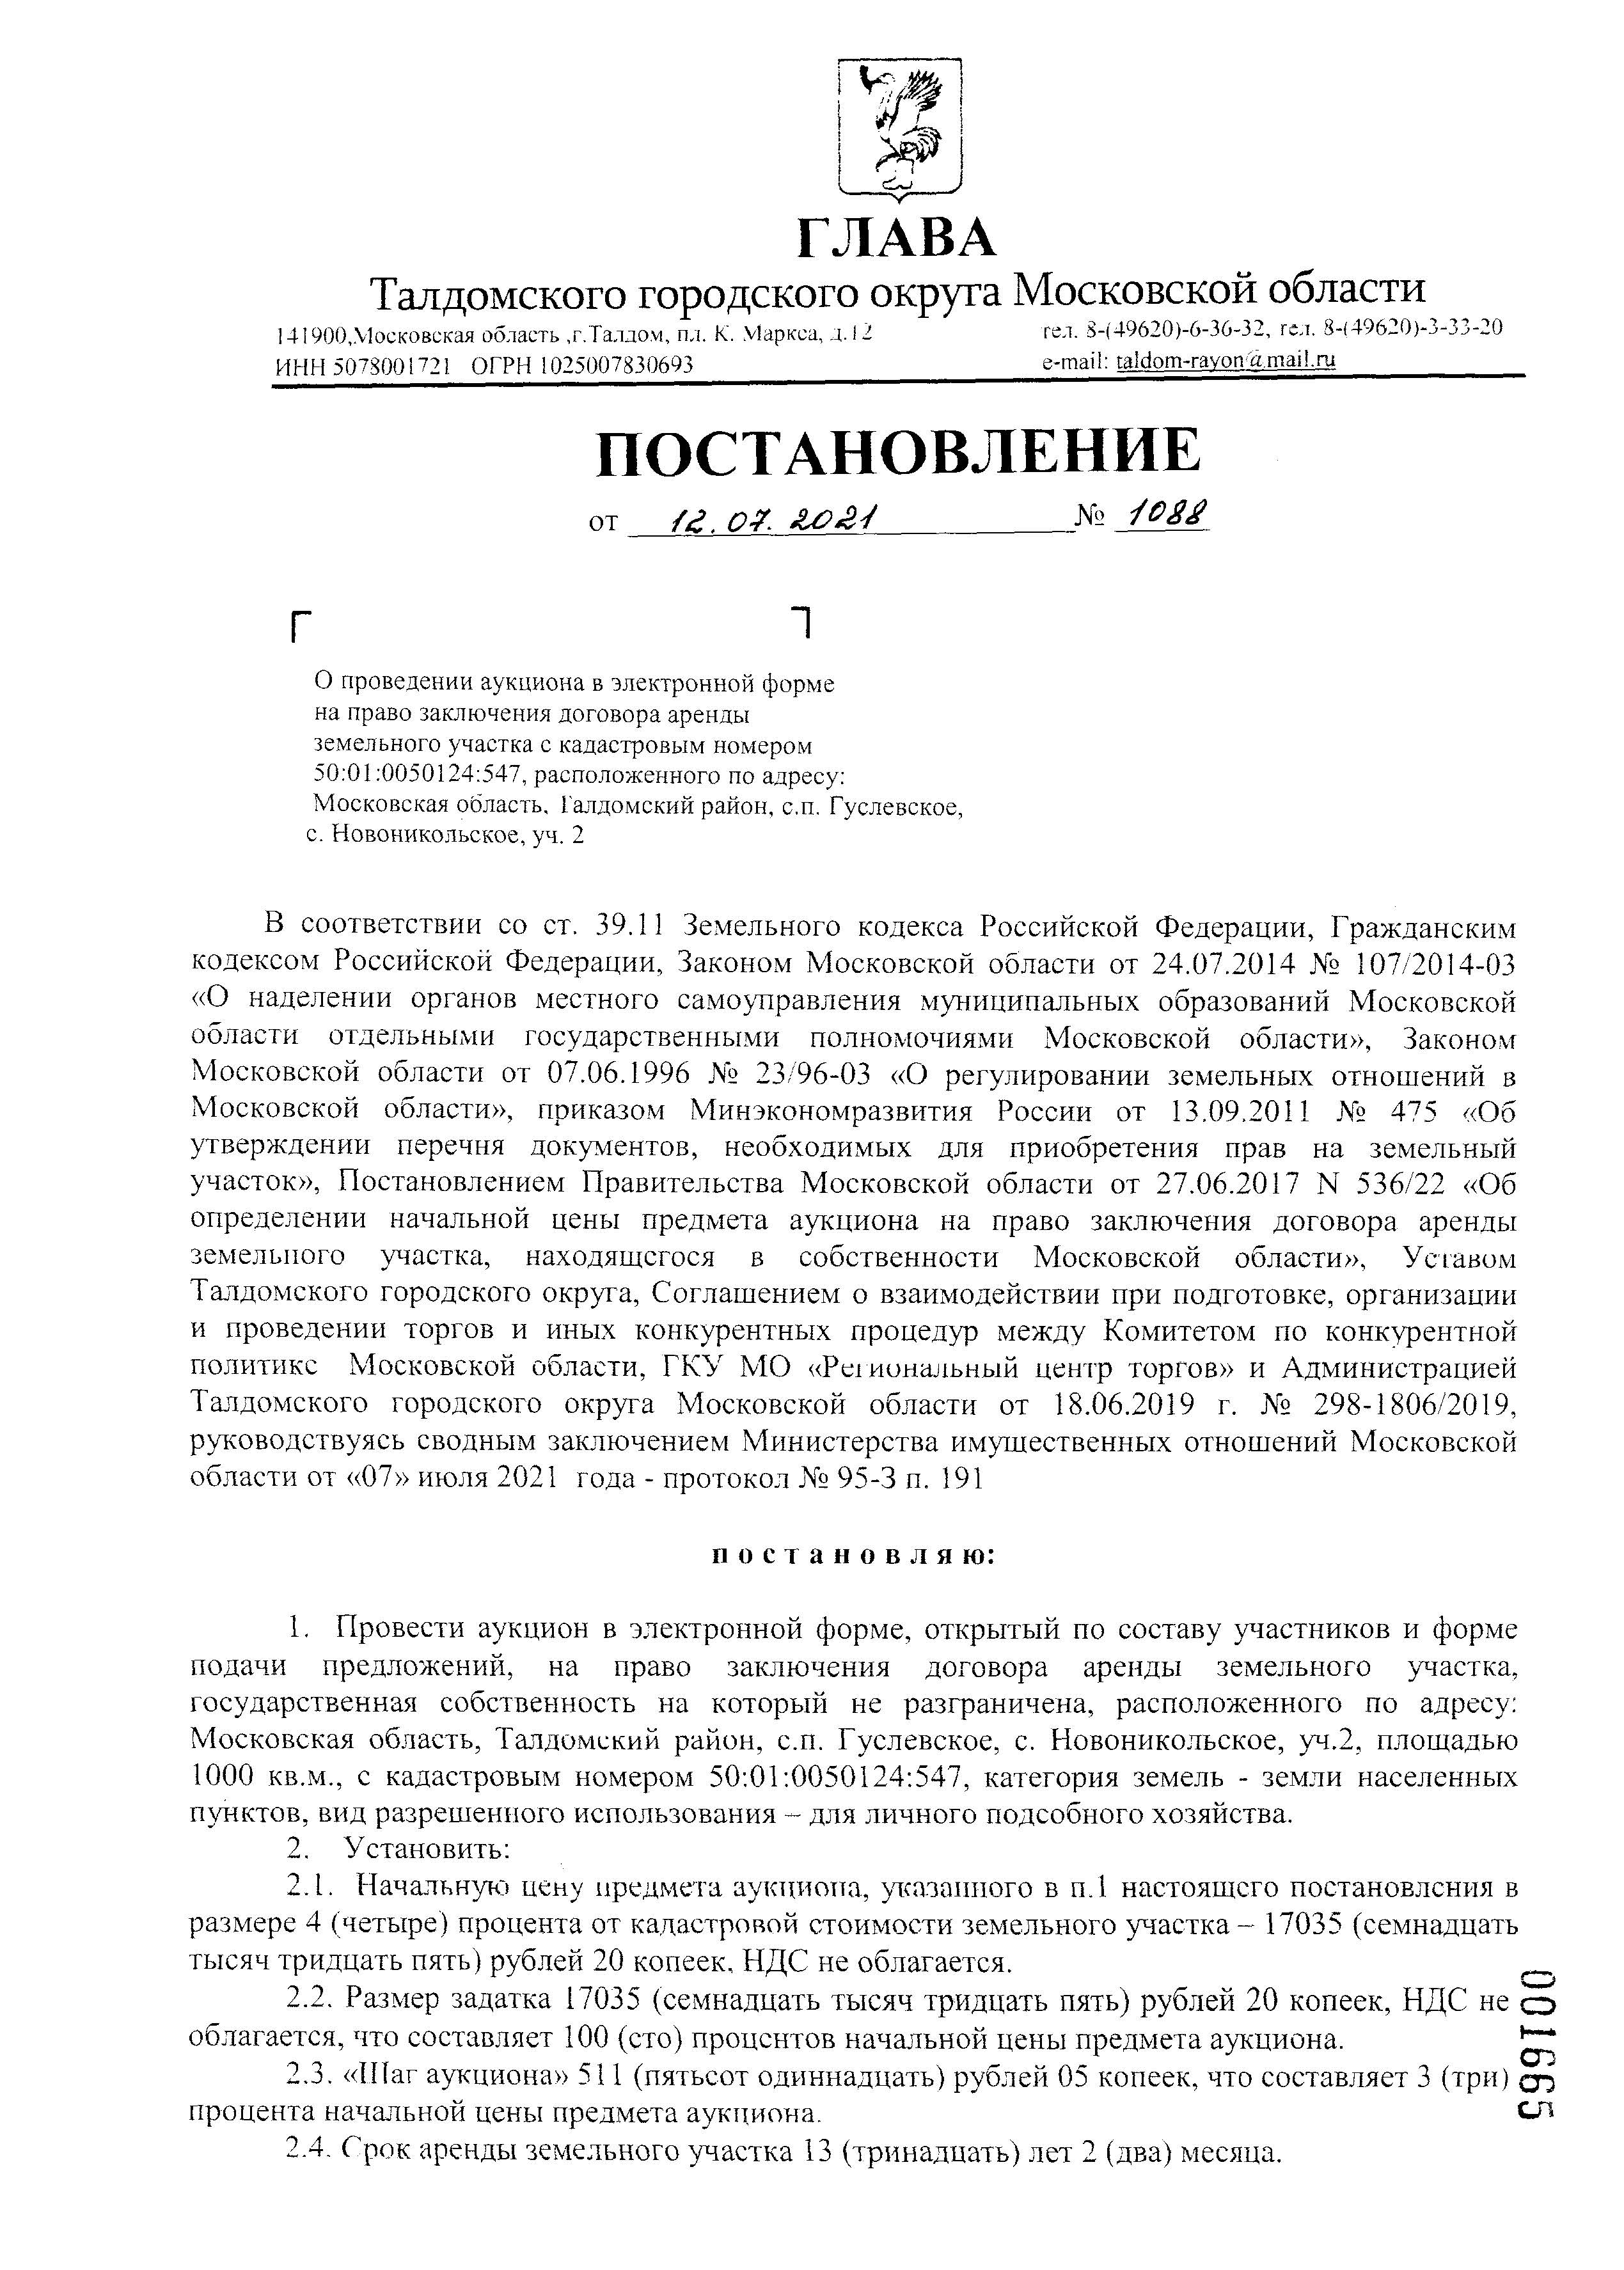 ГЛАВА
Талдомского городского округа Московской области
141900,Московская область ,г.Талдом, пл. К. Маркса, д.12 тел. 8-(49620)-6-36-32, тел. 8-(49620)-3-33-20
ИНН 5078001721 ОГРН 1025007830693 e-mail: taldom-rayon@mail.ru
ПОСТАНОВЛЕНИЕ
от 12.07.2021 № 1088
О проведении аукциона в электронной форме
на право заключения договора аренды
земельного участка с кадастровым номером
50:01:0050124:547, расположенного по адресу:
Московская область, Талдомский район, с.п. Гуслевское,
с. Новоникольское, уч. 2
В соответствии со ст. 39.11 Земельного кодекса Российской Федерации, Гражданским
кодексом Российской Федерации, Законом Московской области от 24.07.2014 № 107/2014-ОЗ
«О наделении органов местного самоуправления муниципальных образований Московской
области отдельными государственными полномочиями Московской области», Законом
Московской области от 07.06.1996 № 23/96-ОЗ «О регулировании земельных отношений в
Московской области», приказом Минэкономразвития России от 13.09.2011 № 475 «Об
утверждении перечня документов, необходимых для приобретения прав на земельный
участок», Постановлением Правительства Московской области от 27.06.2017 N 536/22 «Об
определении начальной цены предмета аукциона на право заключения договора аренды
земельного участка, находящегося в собственности Московской области», Уставом
Талдомского городского округа, Соглашением о взаимодействии при подготовке, организации
и проведении торгов и иных конкурентных процедур между Комитетом по конкурентной
политике Московской области, ГКУ МО «Региональный центр торгов» и Администрацией
Талдомского городского округа Московской области от 18.06.2019 г. № 298-1806/2019,
руководствуясь сводным заключением Министерства имущественных отношений Московской
области от «07» июля 2021 года - протокол № 95-З п. 191
п о с т а н о в л я ю:
1. Провести аукцион в электронной форме, открытый по составу участников и форме
подачи предложений, на право заключения договора аренды земельного участка,
государственная собственность на который не разграничена, расположенного по адресу:
Московская область, Талдомский район, с.п. Гуслевское, с. Новоникольское, уч.2, площадью
1000 кв.м., с кадастровым номером 50:01:0050124:547, категория земель - земли населенных
пунктов, вид разрешенного использования – для личного подсобного хозяйства.
2. Установить:
2.1. Начальную цену предмета аукциона, указанного в п.1 настоящего постановления в
размере 4 (четыре) процента от кадастровой стоимости земельного участка – 17035 (семнадцать
тысяч тридцать пять) рублей 20 копеек, НДС не облагается.
2.2. Размер задатка 17035 (семнадцать тысяч тридцать пять) рублей 20 копеек, НДС не
облагается, что составляет 100 (сто) процентов начальной цены предмета аукциона.
2.3. «Шаг аукциона» 511 (пятьсот одиннадцать) рублей 05 копеек, что составляет 3 (три)
процента начальной цены предмета аукциона.
2.4. Срок аренды земельного участка 13 (тринадцать) лет 2 (два) месяца.
001665